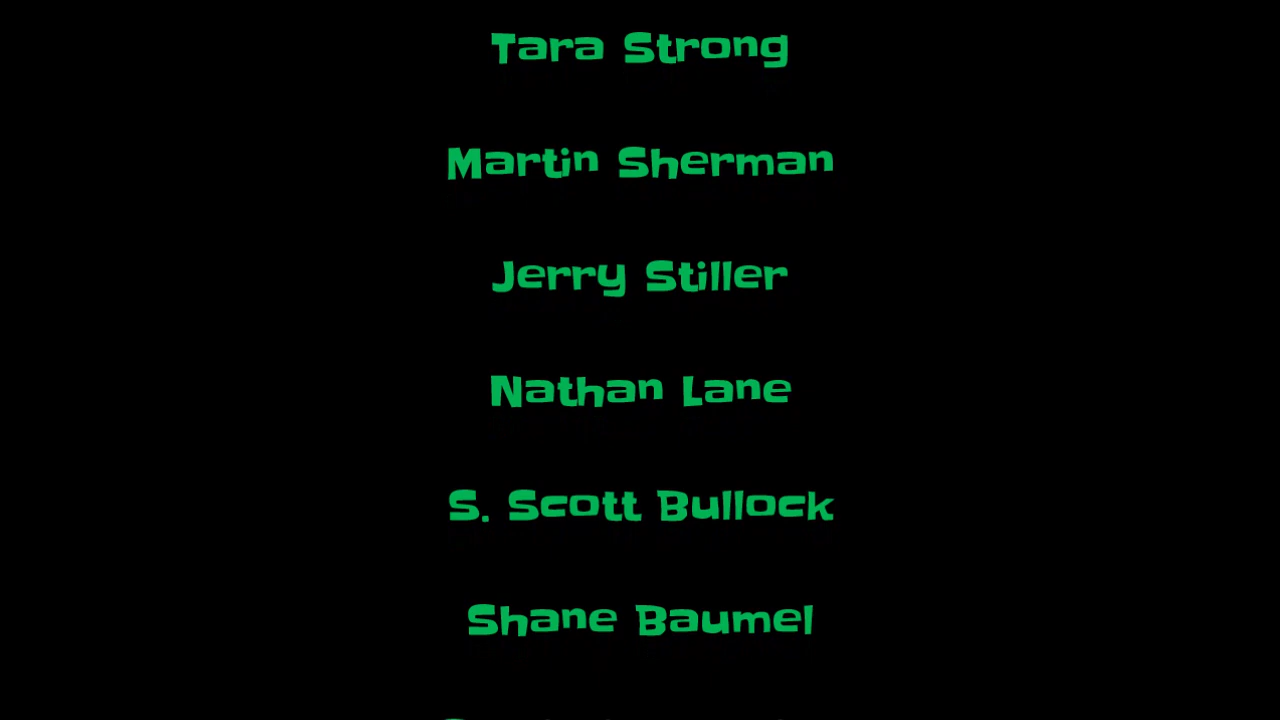 Tara Strong
Martin Sherman
Jerry Stiller
Nathan Lane
S. Scott Bullock
Shane Baumel